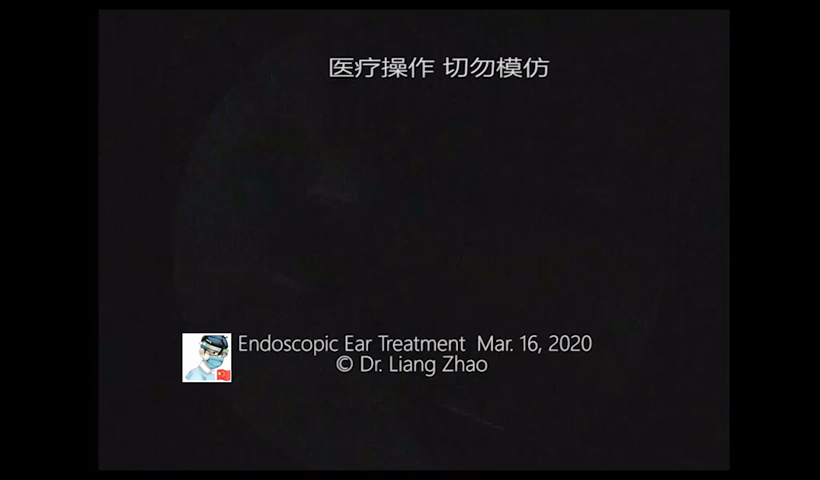 医疗操作 切勿模仿
Endoscopic Ear Treatment Mar. 16, 2020
© Dr. Liang Zhao